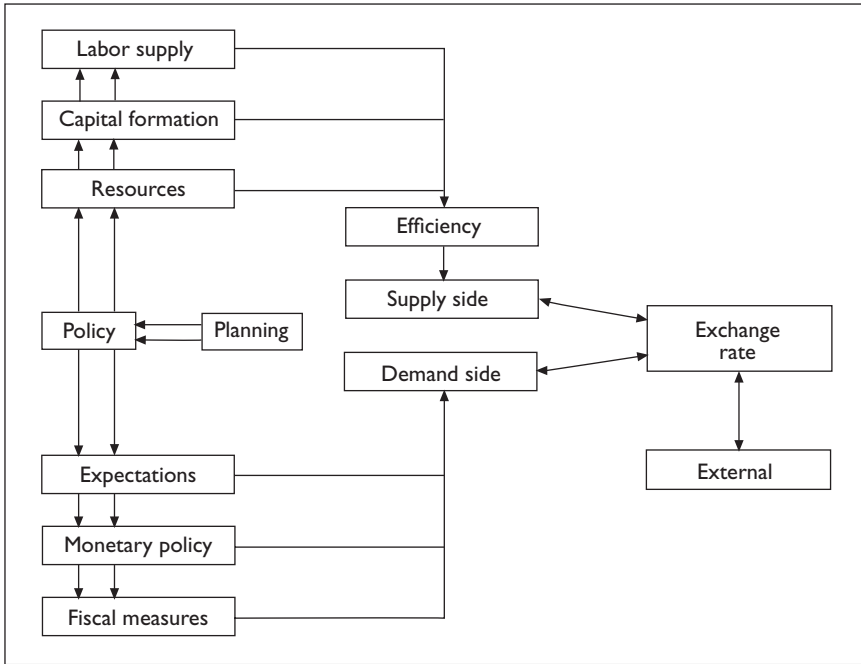 Labor supply
Capital formation
Resources
Efficiency
Supply side
Policy
Planning
Exchange
rate
Demand side
Expectations
External
Monetary policy
Fiscal measures